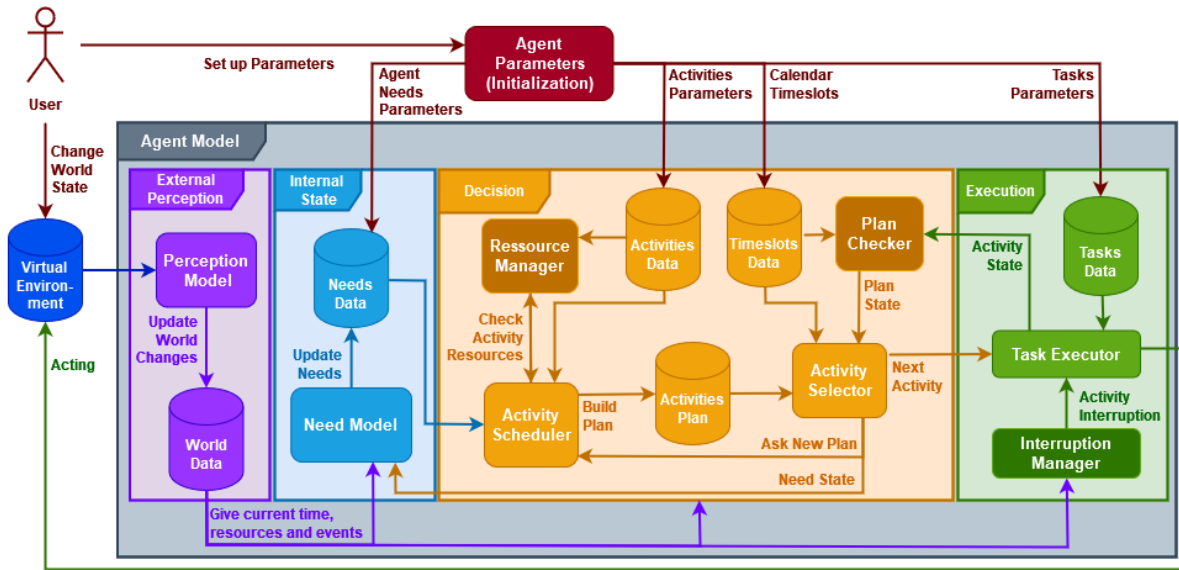 User
Set up Parameters
Agent
Parameters
(Initialization)
Agent
Needs
Parameters
Activities
Parameters
Calendar
Timeslots
Tasks
Parameters
Change
World
State
Agent Model
External
Perception
Internal
State
Decision
Execution
Virtual
Environ-
ment
Perception
Model
Update
World
Changes
World
Data
Needs
Data
Update
Needs
Need Model
Ressource
Manager
Activities
Data
Timeslots
Data
Plan
Checker
Activity
State
Tasks
Data
Check
Activity
Resources
Plan
State
Activity
Scheduler
Build
Plan
Activities
Plan
Activity
Selector
Next
Activity
Task Executor
Activity
Interruption
Interruption
Manager
Ask New Plan
Need State
Give current time,
resources and events
Acting